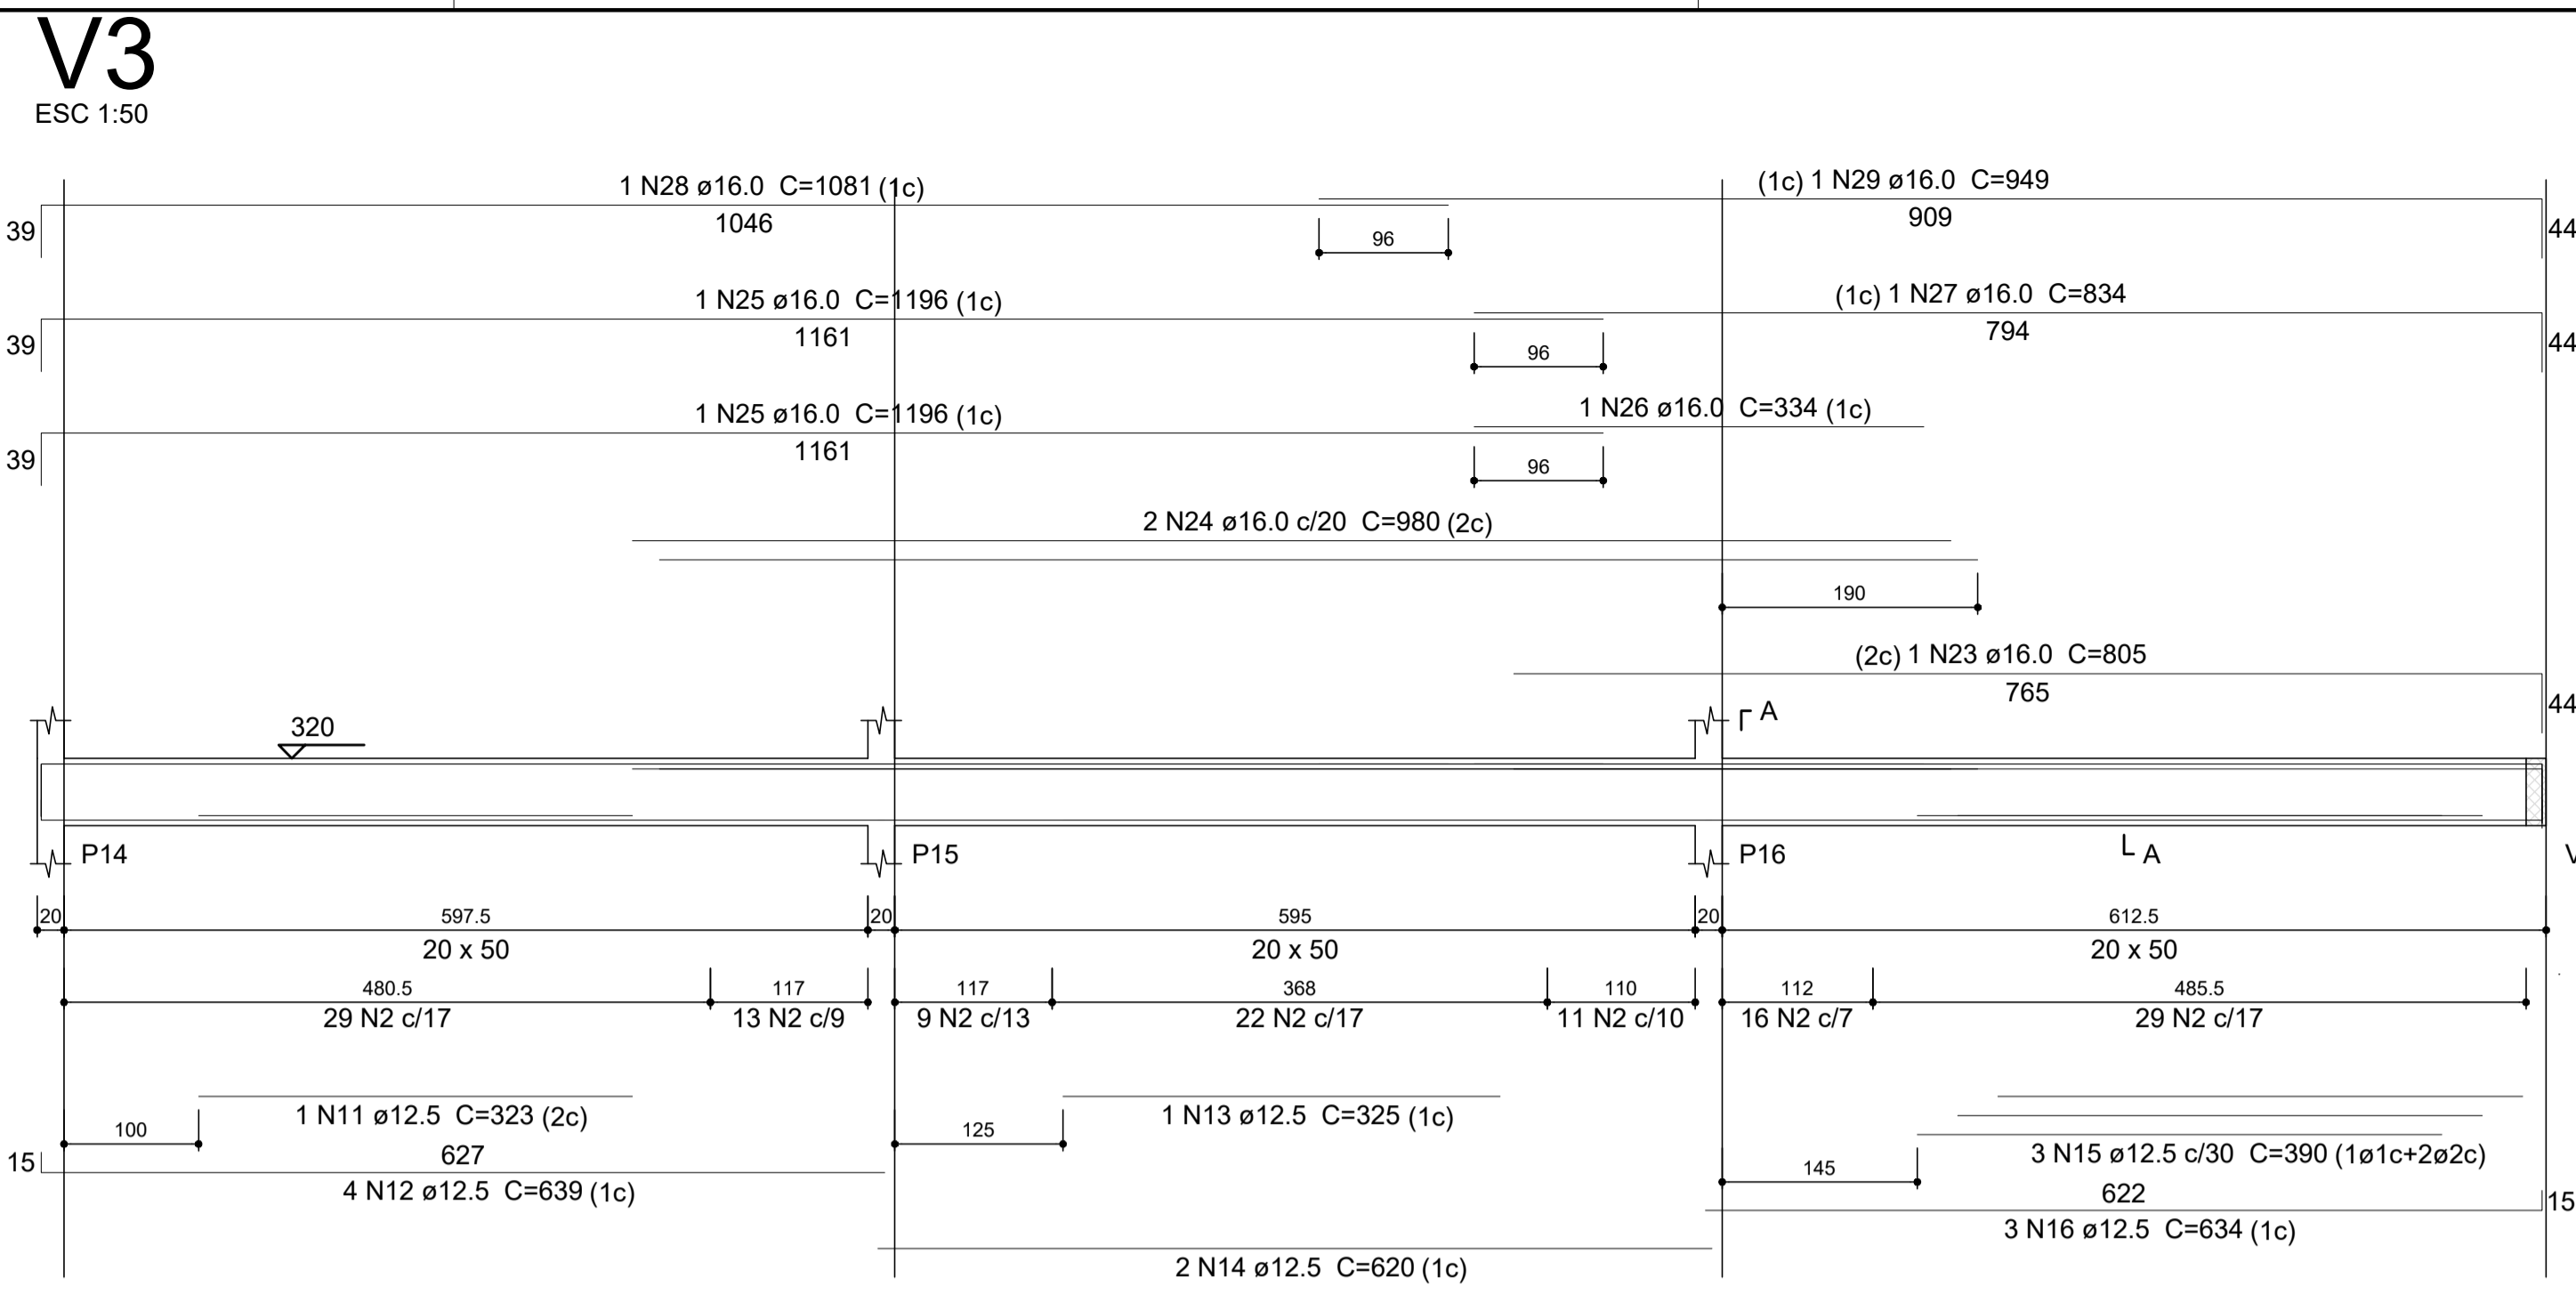 V3
ESC 1:50
1 N28 ø16.0 C=1081 (1c)
(1c) 1 N29 ø16.0 C=949
39
1046
909
44
96
1 N25 ø16.0 C=1196 (1c)
(1c) 1 N27 ø16.0 C=834
39
1161
794
44
96
1 N25 ø16.0 C=1196 (1c)
1 N26 ø16.0 C=334 (1c)
39
1161
96
2 N24 ø16.0 c/20 C=980 (2c)
190
(2c) 1 N23 ø16.0 C=805
765
44
320
A
P14
P15
P16
A
20
597.5
20
595
20
612.5
20 x 50
20 x 50
20 x 50
480.5
117
117
368
110
112
485.5
29 N2 c/17
13 N2 c/9
9 N2 c/13
22 N2 c/17
11 N2 c/10
16 N2 c/7
29 N2 c/17
1 N11 ø12.5 C=323 (2c)
1 N13 ø12.5 C=325 (1c)
100
125
3 N15 ø12.5 c/30 C=390 (1ø1c+2ø2c)
145
15
627
4 N12 ø12.5 C=639 (1c)
622
15
3 N16 ø12.5 C=634 (1c)
2 N14 ø12.5 C=620 (1c)